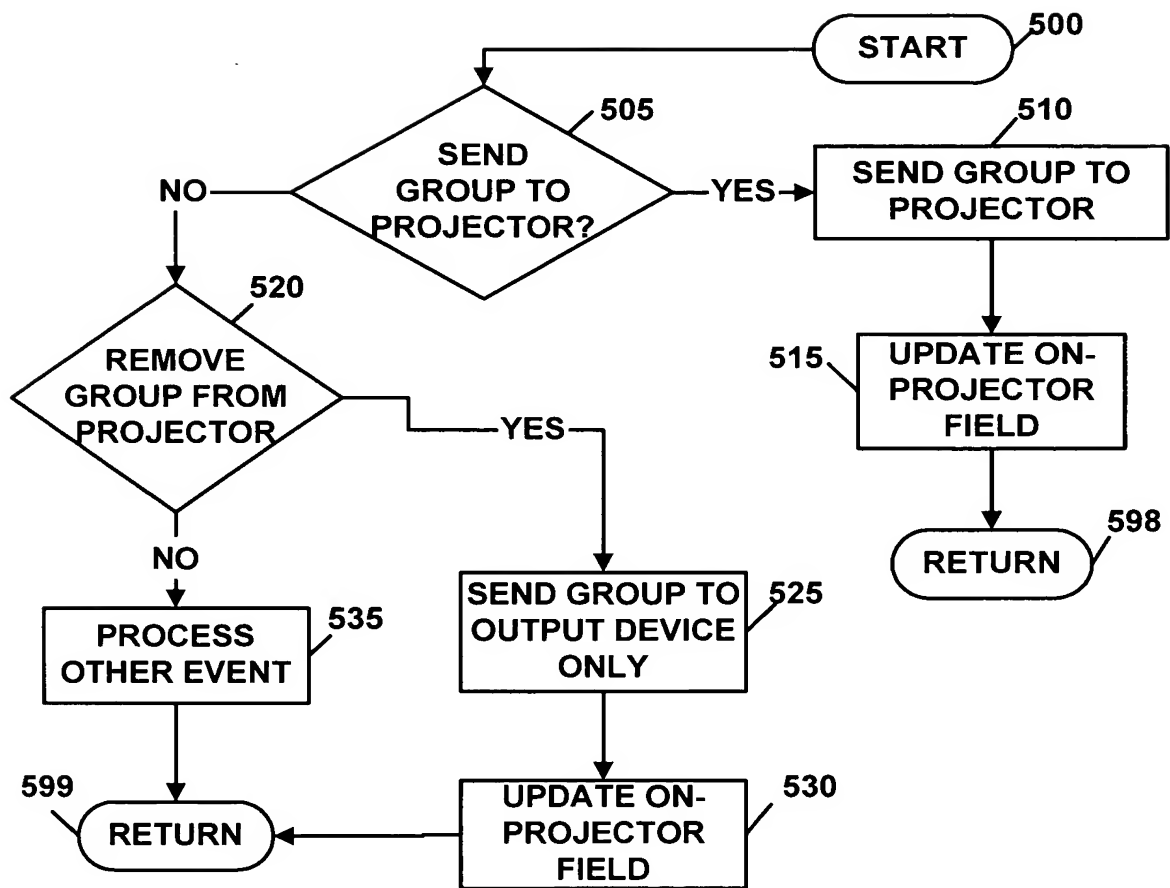 START
500
505
SEND
GROUP TO
PROJECTOR?
NO
YES
510
SEND GROUP TO
PROJECTOR
520
REMOVE
GROUP FROM
PROJECTOR
515
UPDATE ON-
PROJECTOR
FIELD
YES
NO
RETURN
598
PROCESS
OTHER EVENT
535
SEND GROUP TO
OUTPUT DEVICE
ONLY
525
599
RETURN
UPDATE ON-
PROJECTOR
FIELD
530